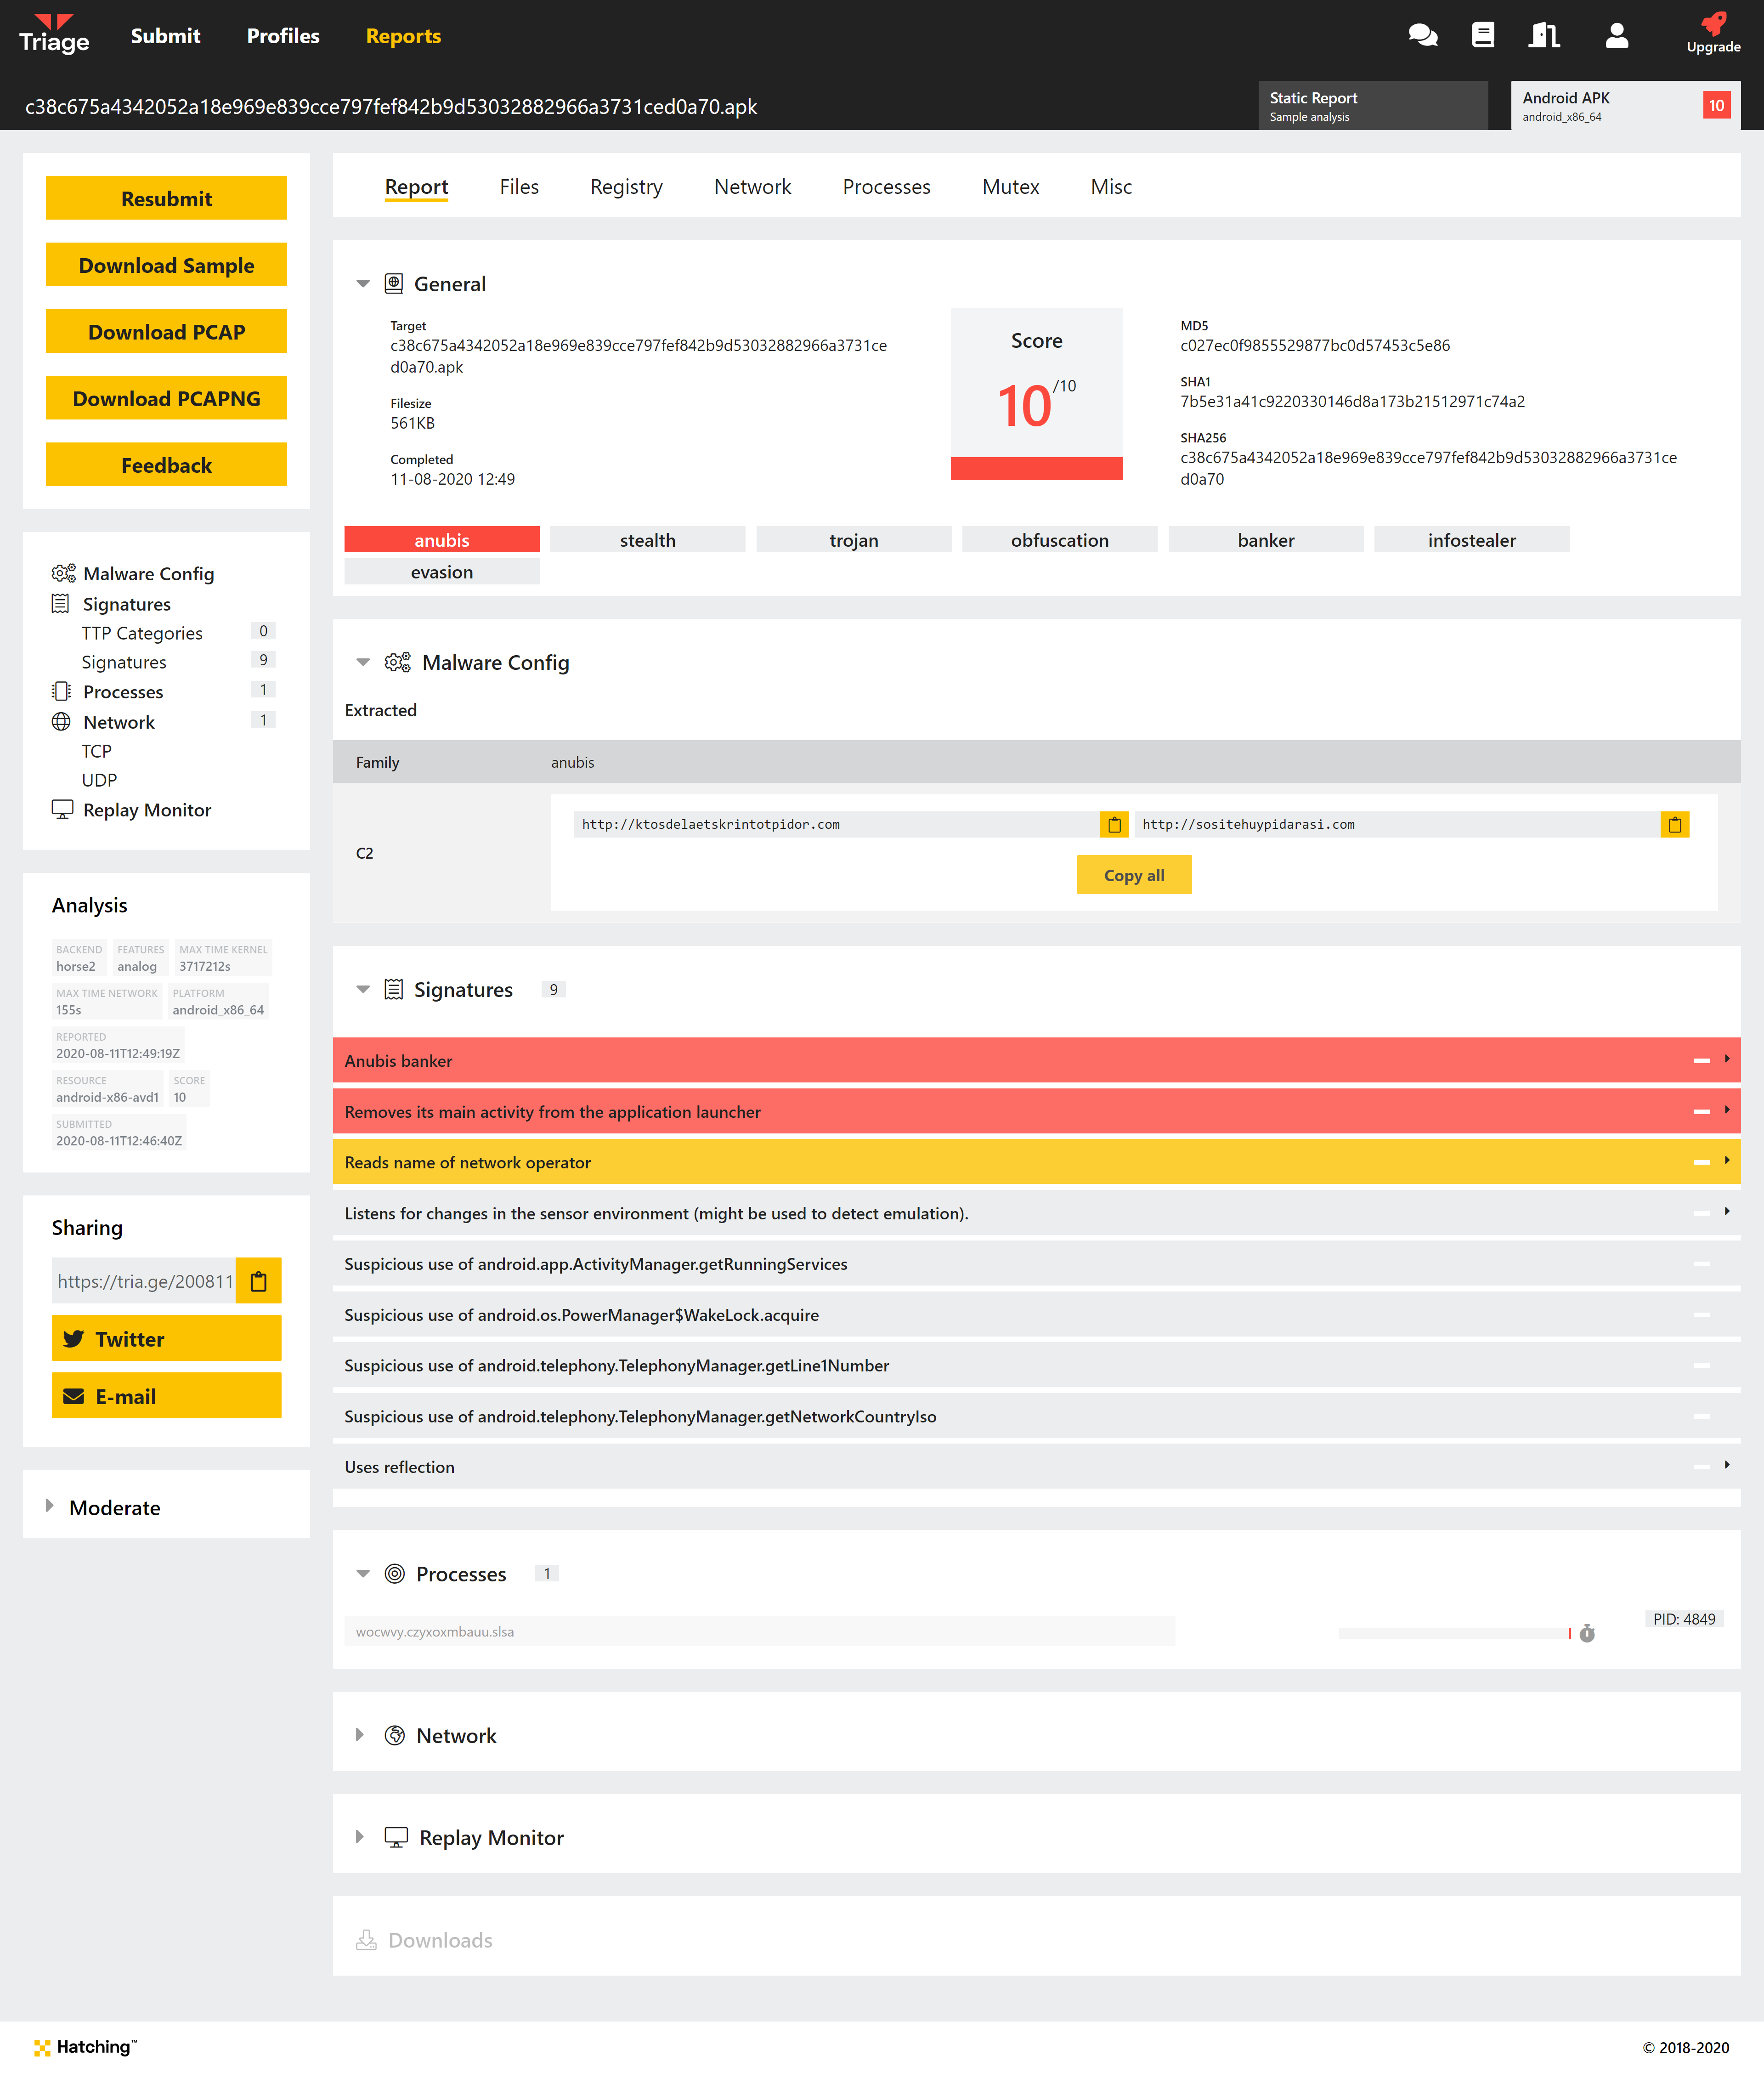 Triage
Submit
Profiles
Reports
Upgrade
c38c675a4342052a18e969e839cce797fef842b9d53032882966a3731ced0a70.apk
Static Report
Sample analysis
Android APK
android_x86_64
10
Resubmit
Download Sample
Download PCAP
Download PCAPNG
Feedback
Malware Config
Signatures
TTP Categories 0
Signatures 9
Processes 1
Network 1
TCP
UDP
Replay Monitor
Analysis
BACKEND
horse2
FEATURES
analog
MAX TIME KERNEL
3717212s
MAX TIME NETWORK
155s
PLATFORM
android_x86_64
REPORTED
2020-08-11T12:49:19Z
RESOURCE
android-x86-avd1
SCORE
10
SUBMITTED
2020-08-11T12:46:40Z
Sharing
https://tria.ge/200811
Twitter
E-mail
Moderate
Report
Files
Registry
Network
Processes
Mutex
Misc
General
Target
c38c675a4342052a18e969e839cce797fef842b9d53032882966a3731ce
d0a70.apk
Filesize
561KB
Completed
11-08-2020 12:49
Score
10/10
MD5
c027ec0f9855529877bc0d57453c5e86
SHA1
7b5e31a41c9220330146d8a173b21512971c74a2
SHA256
c38c675a4342052a18e969e839cce797fef842b9d53032882966a3731ce
d0a70
anubis
stealth
trojan
obfuscation
banker
infostealer
evasion
Malware Config
Extracted
Family anubis
C2
http://ktosdelaetskrintotpidor.com
http://sositehuypidarasi.com
Copy all
Signatures 9
Anubis banker
Removes its main activity from the application launcher
Reads name of network operator
Listens for changes in the sensor environment (might be used to detect emulation).
Suspicious use of android.app.ActivityManager.getRunningServices
Suspicious use of android.os.PowerManager$WakeLock.acquire
Suspicious use of android.telephony.TelephonyManager.getLine1Number
Suspicious use of android.telephony.TelephonyManager.getNetworkCountryIso
Uses reflection
Processes 1
wocwvy.czyxoxmbauu.slsa
PID: 4849
Network
Replay Monitor
Downloads
Hatching™
© 2018-2020